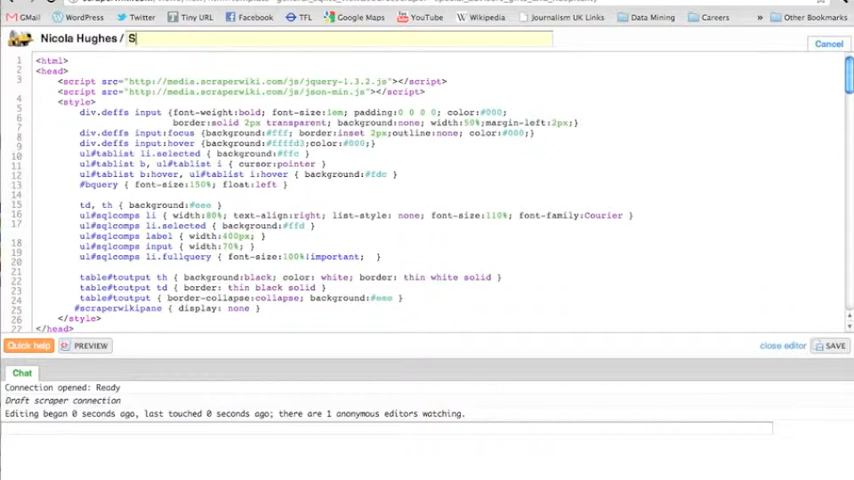 GMail WordPress Twitter Tiny URL Facebook TFL Google Maps YouTube Wikipedia Journalism UK Links Data Mining Careers » Other Bookmarks
Nicola Hughes / S
Cancel
1 <html>
2 <head>
3 <script src="http://media.scraperwiki.com/js/jquery-1.3.2.js"></script>
<script src="http://media.scraperwiki.com/js/json-min.js"></script>
4 <style>
5 div.deffs input {font-weight:bold; font-size:1em; padding:0 0 0 0; color:#000;
6 border:solid 2px transparent; background:none; width:50%;margin-left:2px;}
7 div.deffs input:focus {background:#fff; border:inset 2px;outline:none; color:#000;}
8 div.deffs input:hover {background:#ffffd3;color:#000;}
9 ul#tablist li.selected { background:#ffc }
10 ul#tablist b, ul#tablist i { cursor:pointer }
11 ul#tablist b:hover, ul#tablist i:hover { background:#fdc }
12 #bquery { font-size:150%; float:left }
13
14 td, th { background:#eee }
15 ul#sqlcomps li { width:80%; text-align:right; list-style: none; font-size:110%; font-family:Courier }
16 ul#sqlcomps li.selected { background:#ffd }
17 ul#sqlcomps label { width:400px; }
18 ul#sqlcomps input { width:70%; }
19 ul#sqlcomps li.fullquery { font-size:100%!important; }
20
21 table#toutput th { background:black; color: white; border: thin white solid }
22 table#toutput td { border: thin black solid }
23 table#toutput { border-collapse:collapse; background:#eee }
24 #scraperwikipane { display: none }
25 </style>
26 </head>
27
Quick help PREVIEW close editor SAVE
Chat
Connection opened: Ready
Draft scraper connection
Editing began 0 seconds ago, last touched 0 seconds ago; there are 1 anonymous editors watching.